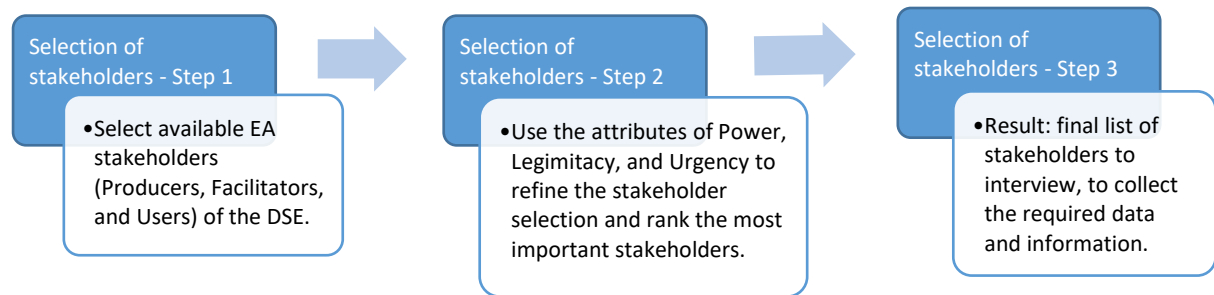 Selection of
stakeholders - Step 1
•Select available EA
stakeholders
(Producers, Facilitators,
and Users) of the DSE.
Selection of
stakeholders - Step 2
•Use the attributes of Power,
Legimitacy, and Urgency to
refine the stakeholder
selection and rank the most
important stakeholders.
Selection of
stakeholders - Step 3
•Result: final list of
stakeholders to
interview, to collect
the required data
and information.